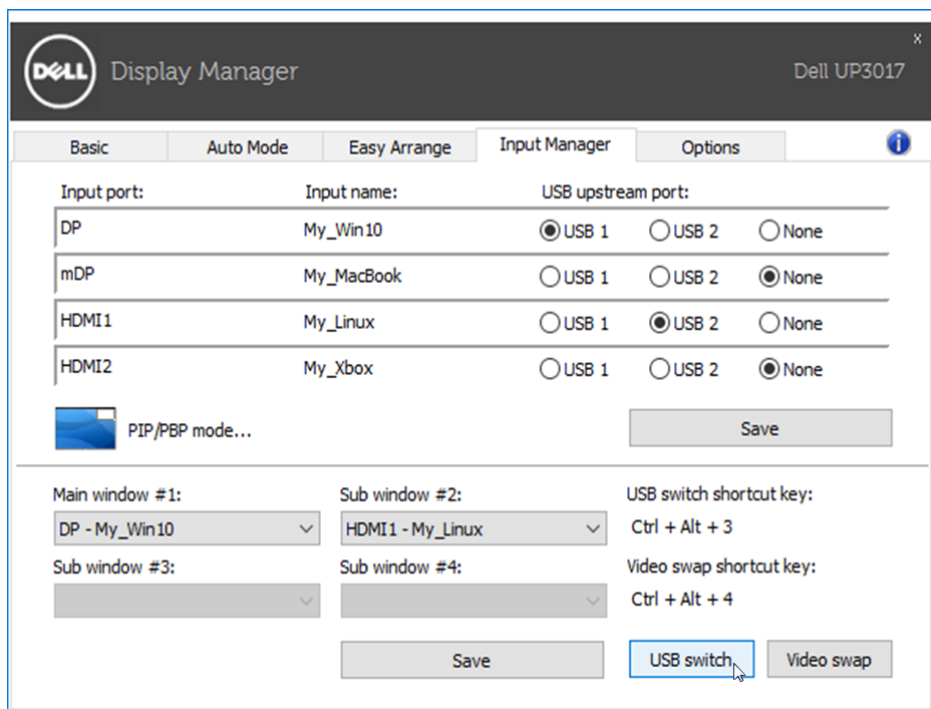 x
DELL Display Manager Dell UP3017
Basic Auto Mode Easy Arrange Input Manager Options i
Input port: Input name: USB upstream port:
DP My_Win10 USB 1 USB 2 None
mDP My_MacBook USB 1 USB 2 None
HDMI1 My_Linux USB 1 USB 2 None
HDMI2 My_Xbox USB 1 USB 2 None
PIP/PBP mode... Save
Main window #1: Sub window #2: USB switch shortcut key:
DP - My_Win10 HDMI1 - My_Linux Ctrl + Alt + 3
Sub window #3: Sub window #4: Video swap shortcut key:
Ctrl + Alt + 4
Save USB switch Video swap